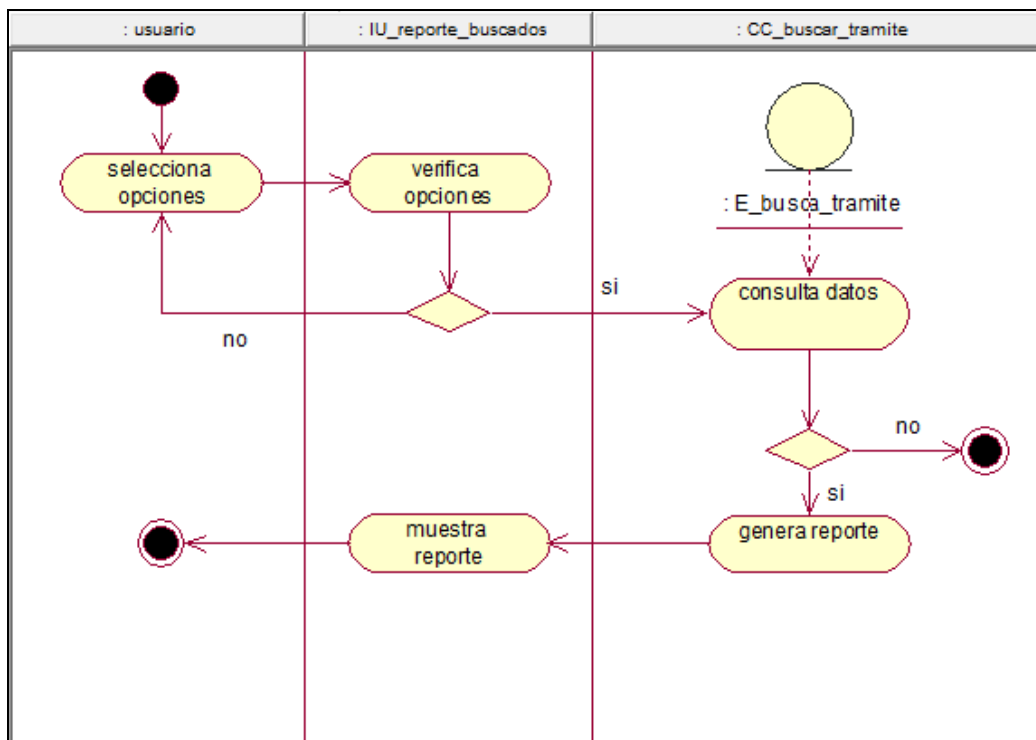 : usuario
: IU_reporte_buscados
: CC_buscar_tramite
selecciona
opciones
verifica
opciones
: E_busca_tramite
si
consulta datos
no
no
si
muestra
reporte
genera reporte